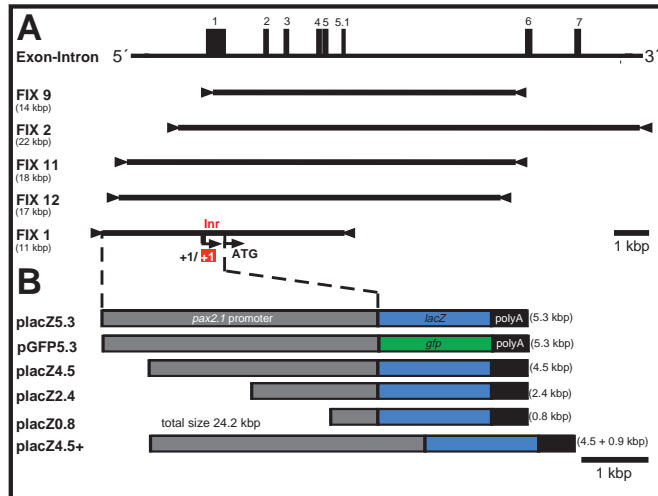 A
1 2 3 4 5 5.1 6 7
Exon-Intron 5´ 3´
FIX 9
(14 kbp)
FIX 2
(22 kbp)
FIX 11
(18 kbp)
FIX 12
(17 kbp)
FIX 1 Inr
(11 kbp) +1/ +1 ATG 1 kbp
B
placZ5.3 pax2.1 promoter lacZ polyA (5.3 kbp)
pGFP5.3 gfp polyA (5.3 kbp)
placZ4.5 (4.5 kbp)
placZ2.4 (2.4 kbp)
placZ0.8 (0.8 kbp)
total size 24.2 kbp
placZ4.5+ (4.5 + 0.9 kbp)
1 kbp